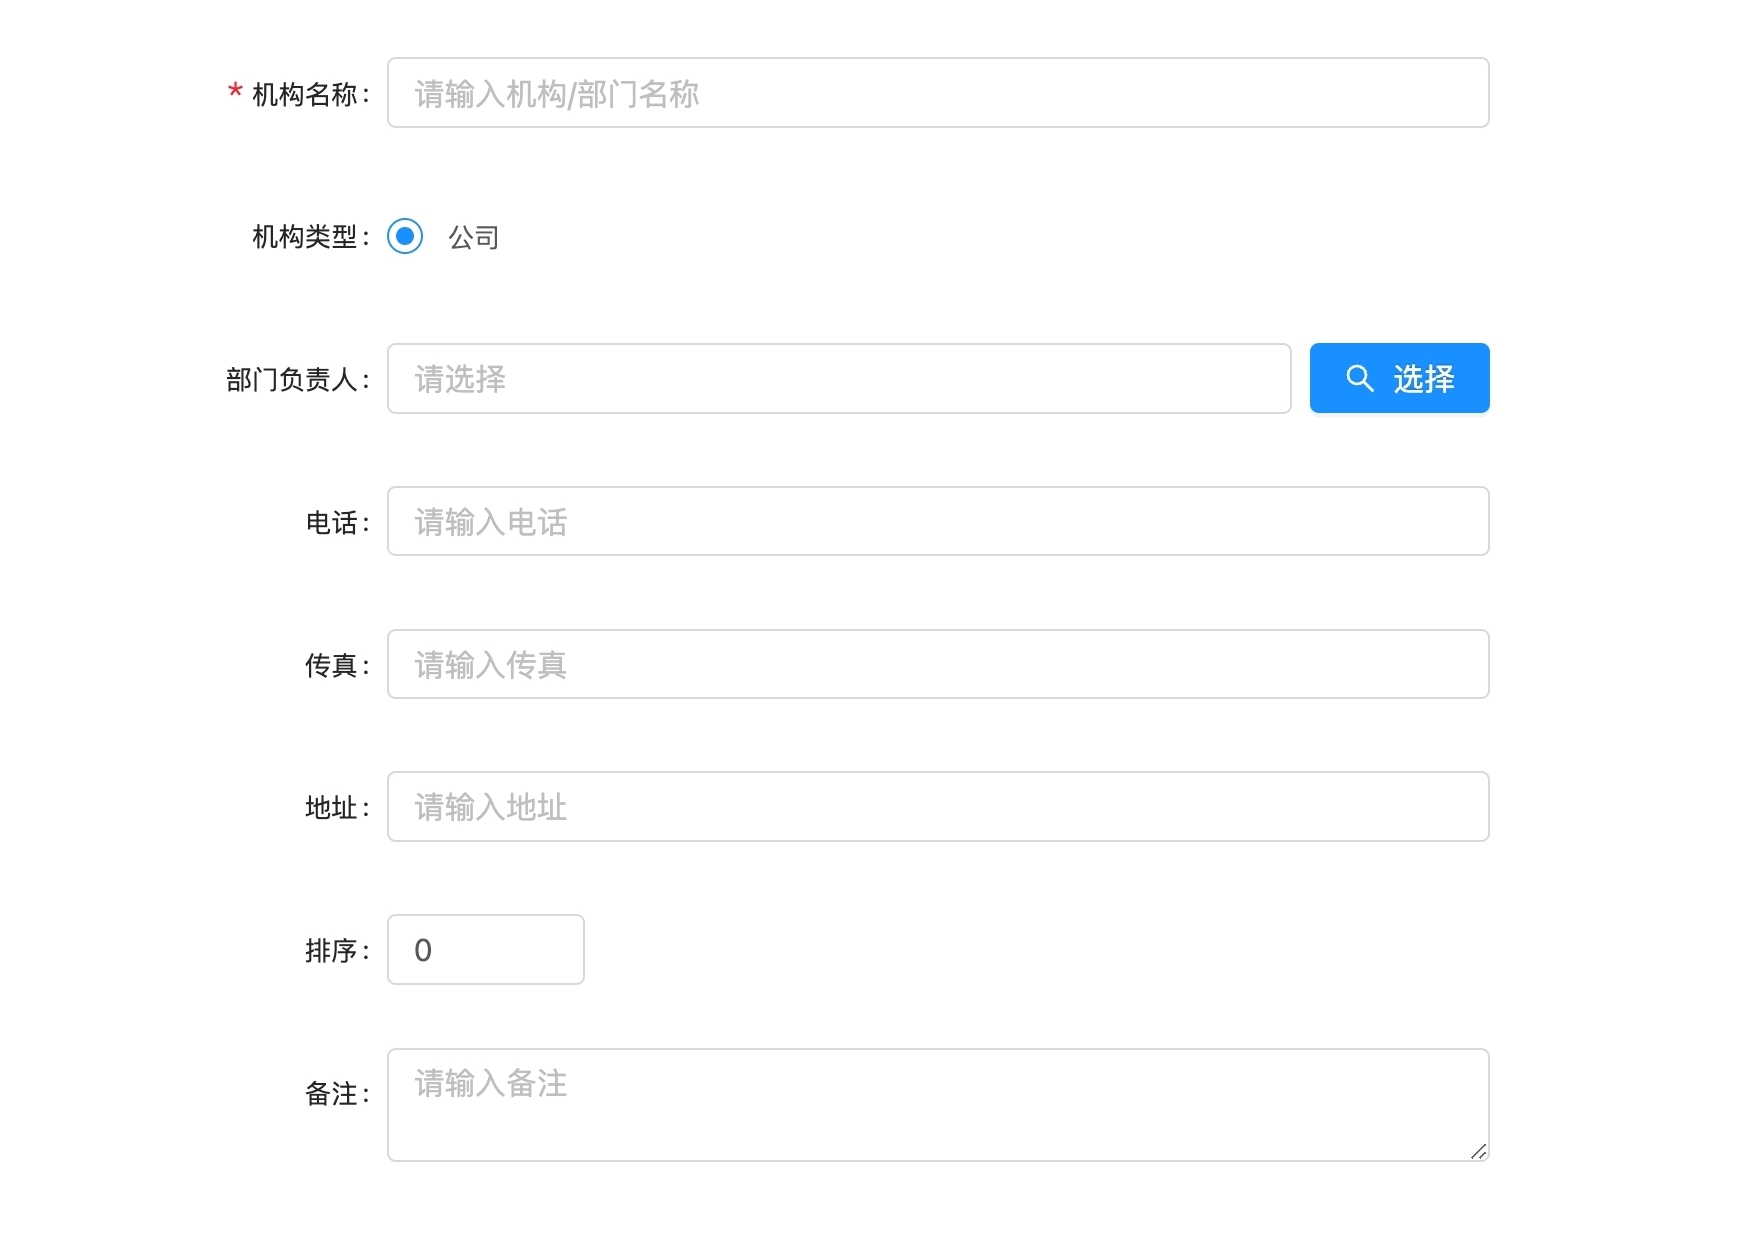 * 机构名称: 请输入机构/部门名称
机构类型: 公司
部门负责人: 请选择 选择
电话: 请输入电话
传真: 请输入传真
地址: 请输入地址
排序: 0
备注: 请输入备注